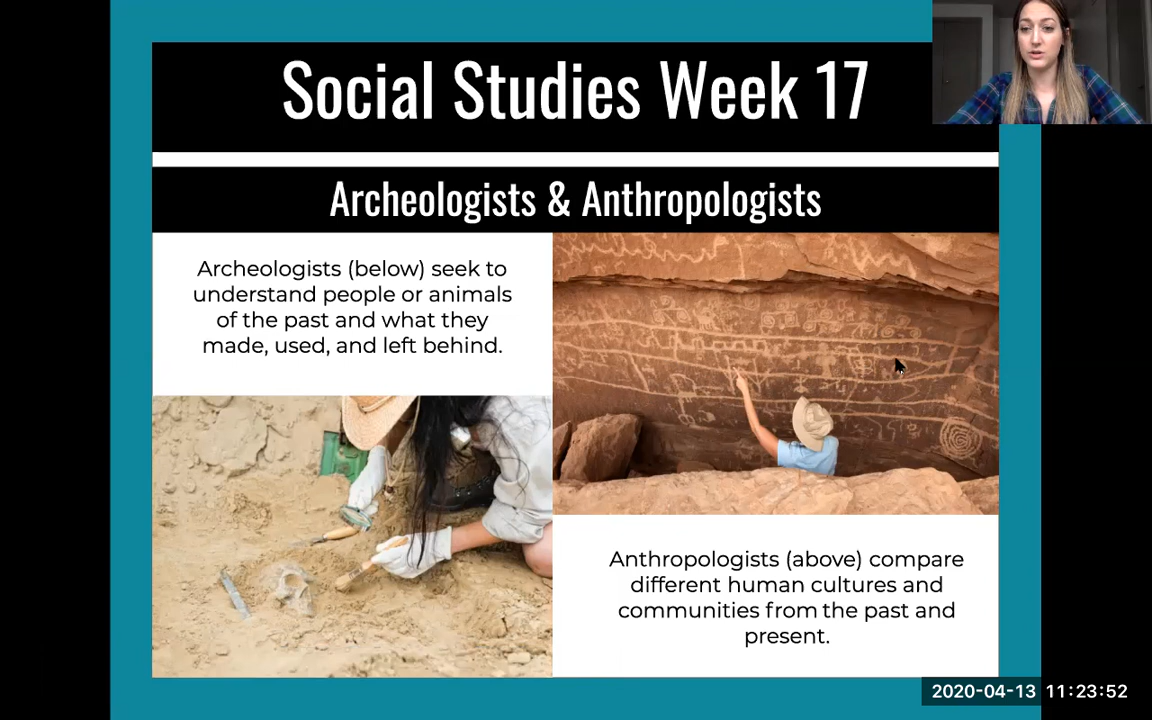 Social Studies Week 17
Archeologists & Anthropologists
Archeologists (below) seek to
understand people or animals
of the past and what they
made, used, and left behind.
Anthropologists (above) compare
different human cultures and
communities from the past and
present.
2020-04-13 11:23:52